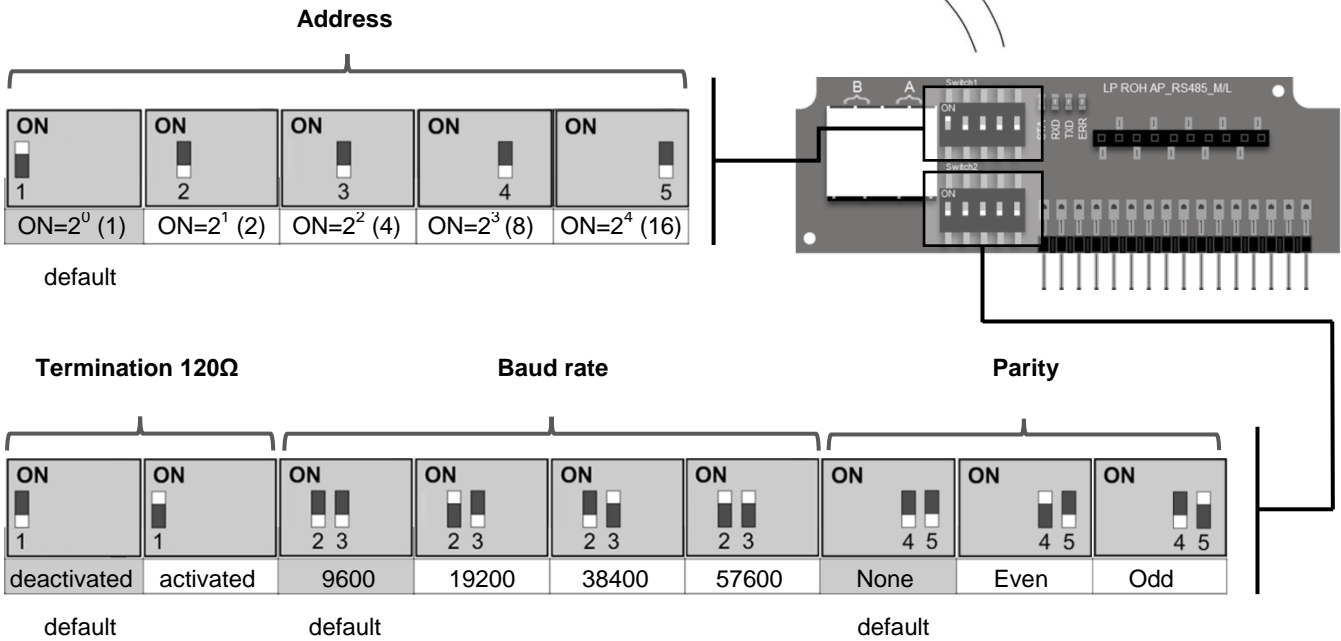 Address
ON ON ON ON ON
1 2 3 4 5
ON=2⁰ (1) ON=2¹ (2) ON=2² (4) ON=2³ (8) ON=2⁴ (16)
default
B A
Switch1
LP ROH AP_RS485_M/L
ON
RXD
TXD
ERR
Switch2
ON
Termination 120Ω Baud rate Parity
ON ON ON ON ON ON ON ON ON
1 1 2 3 2 3 2 3 2 3 4 5 4 5 4 5
deactivated activated 9600 19200 38400 57600 None Even Odd
default default default